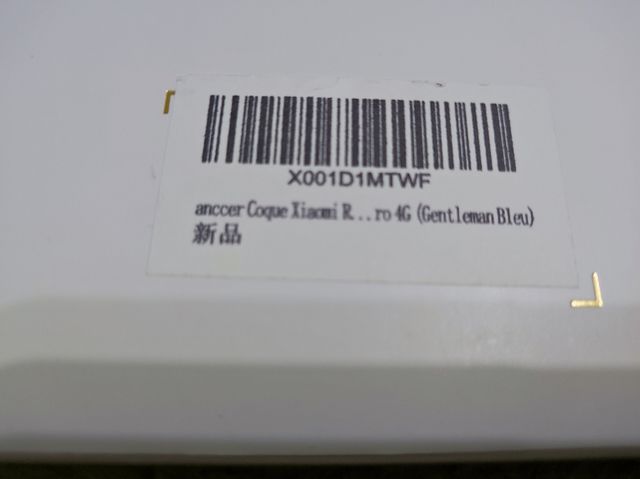 X001D1MTWF
anccer Coque Xiaomi R...ro 4G (Gentleman Bleu)
新品